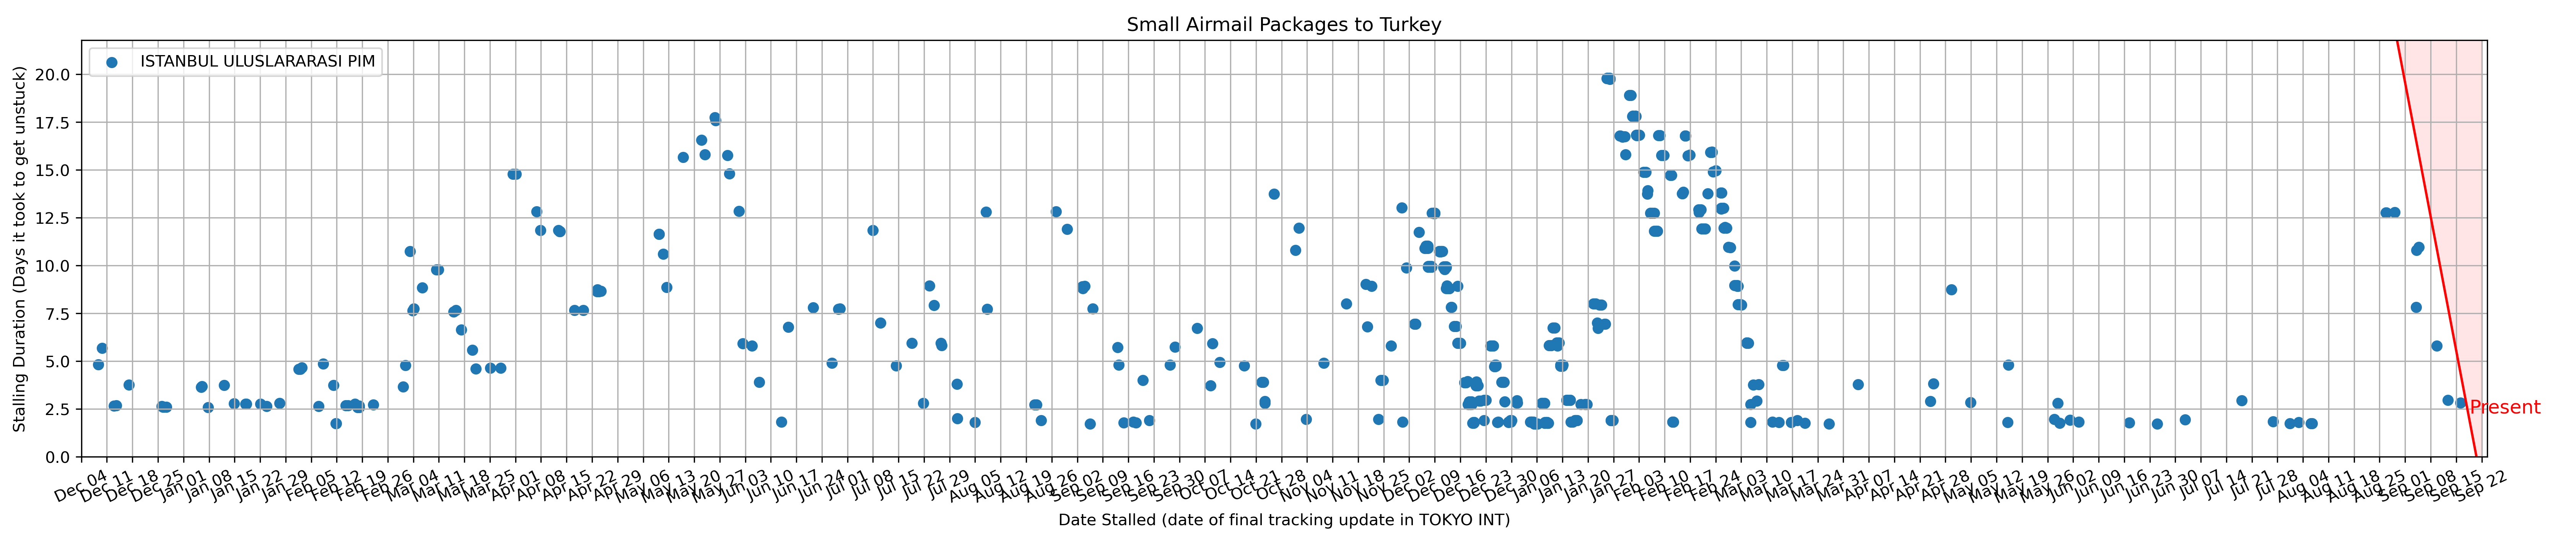 Small Airmail Packages to Turkey
ISTANBUL ULUSLARARASI PIM
Stalling Duration (Days it took to get unstuck)
20.0
17.5
15.0
12.5
10.0
7.5
5.0
2.5
0.0
Present
Dec 04 Dec 11 Dec 18 Dec 25 Jan 01 Jan 08 Jan 15 Jan 22 Jan 29 Feb 05 Feb 12 Feb 19 Feb 26 Mar 04 Mar 11 Mar 18 Mar 25 Apr 01 Apr 08 Apr 15 Apr 22 Apr 29 May 06 May 13 May 20 May 27 Jun 03 Jun 10 Jun 17 Jun 24 Jul 01 Jul 08 Jul 15 Jul 22 Jul 29 Aug 05 Aug 12 Aug 19 Aug 26 Sep 02 Sep 09 Sep 16 Sep 23 Sep 30 Oct 07 Oct 14 Oct 21 Oct 28 Nov 04 Nov 11 Nov 18 Nov 25 Dec 02 Dec 09 Dec 16 Dec 23 Dec 30 Jan 06 Jan 13 Jan 20 Jan 27 Feb 03 Feb 10 Feb 17 Feb 24 Mar 03 Mar 10 Mar 17 Mar 24 Mar 31 Apr 07 Apr 14 Apr 21 Apr 28 May 05 May 12 May 19 May 26 Jun 02 Jun 09 Jun 16 Jun 23 Jun 30 Jul 07 Jul 14 Jul 21 Jul 28 Aug 04 Aug 11 Aug 18 Aug 25 Sep 01 Sep 08 Sep 15 Sep 22
Date Stalled (date of final tracking update in TOKYO INT)